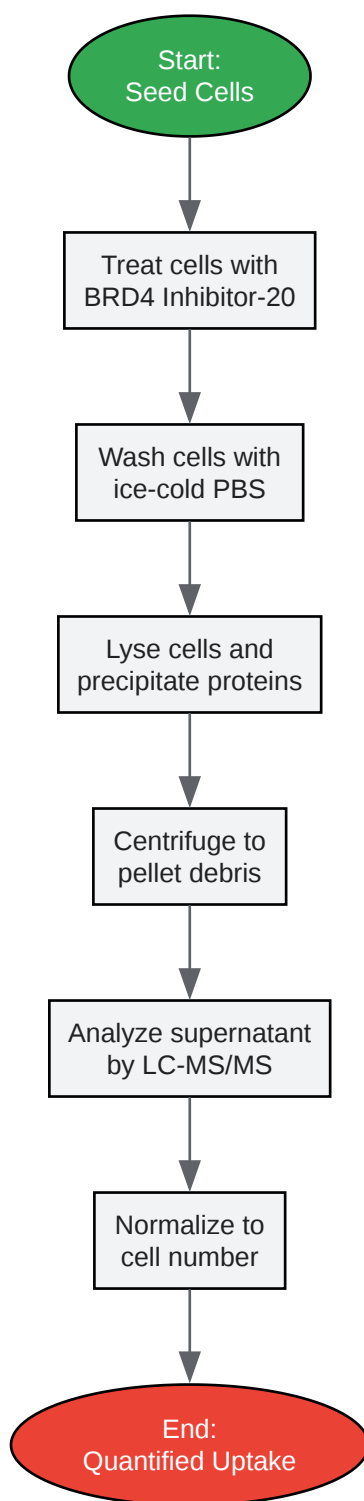 Start:
Seed Cells
Treat cells with
BRD4 Inhibitor-20
Wash cells with
ice-cold PBS
Lyse cells and
precipitate proteins
Centrifuge to
pellet debris
Analyze supernatant
by LC-MS/MS
Normalize to
cell number
End:
Quantified Uptake